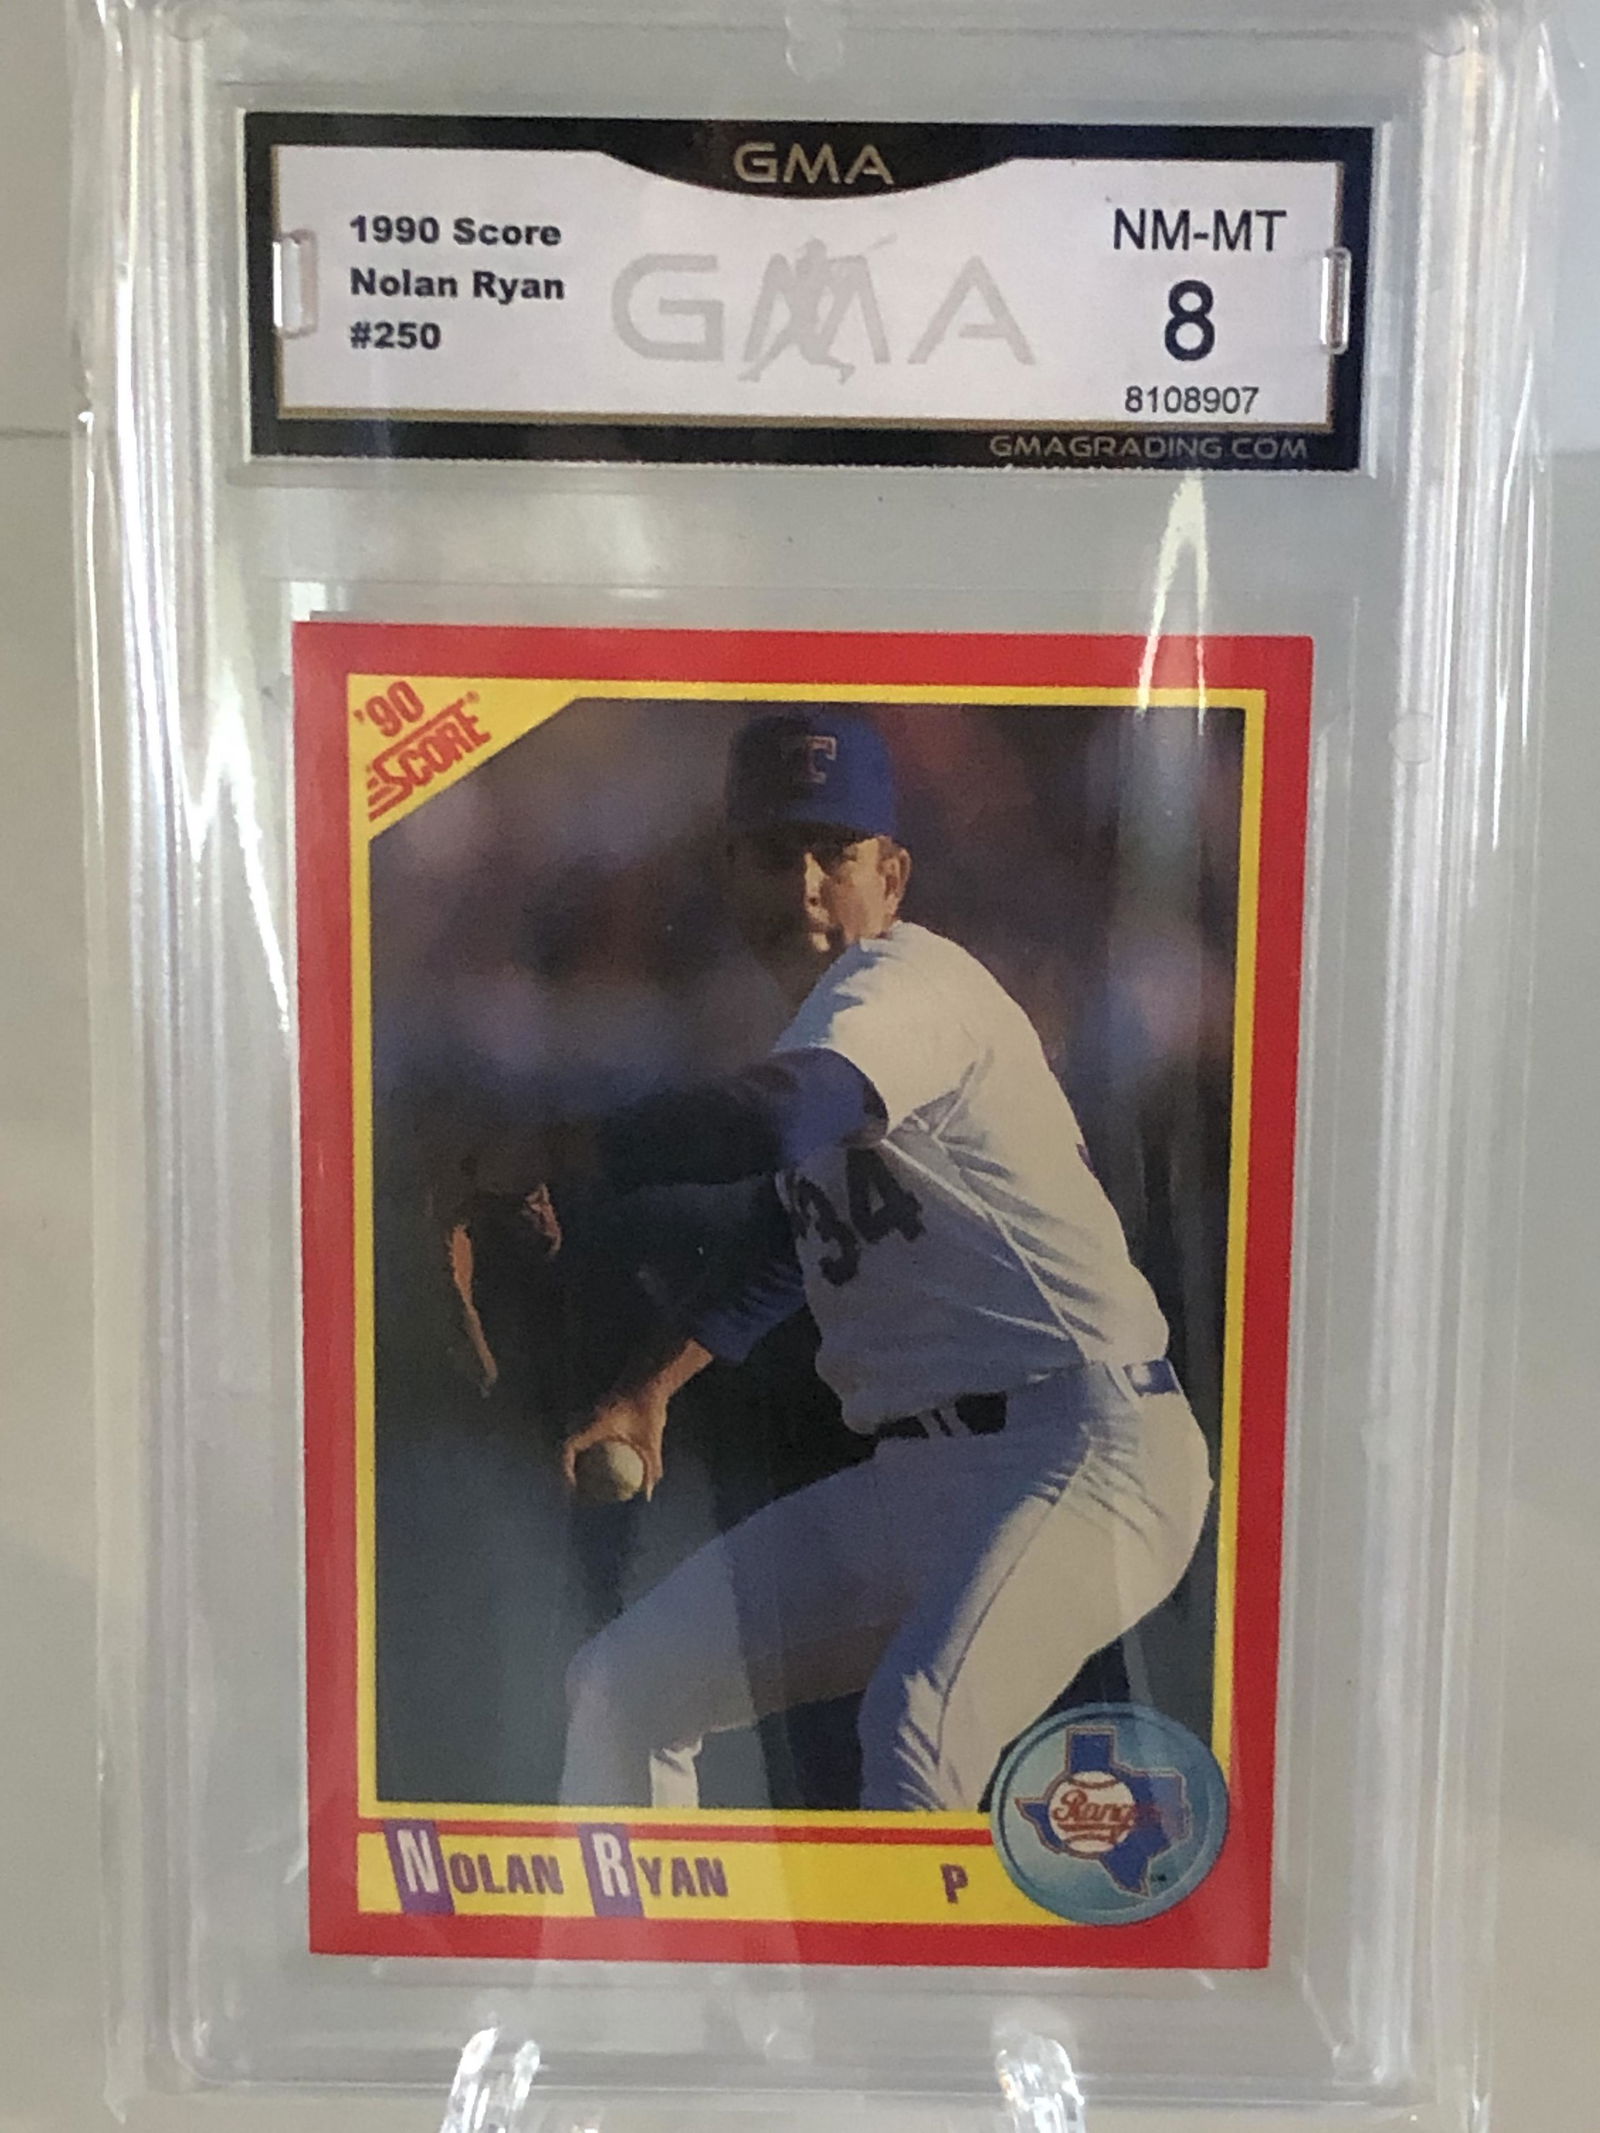 GMA
1990 Score
Nolan Ryan
#250
GMA
NM-MT
8
8108907
GMAGRADING.COM
'90
SCORE®
T
34
Rangers
NOLAN RYAN P